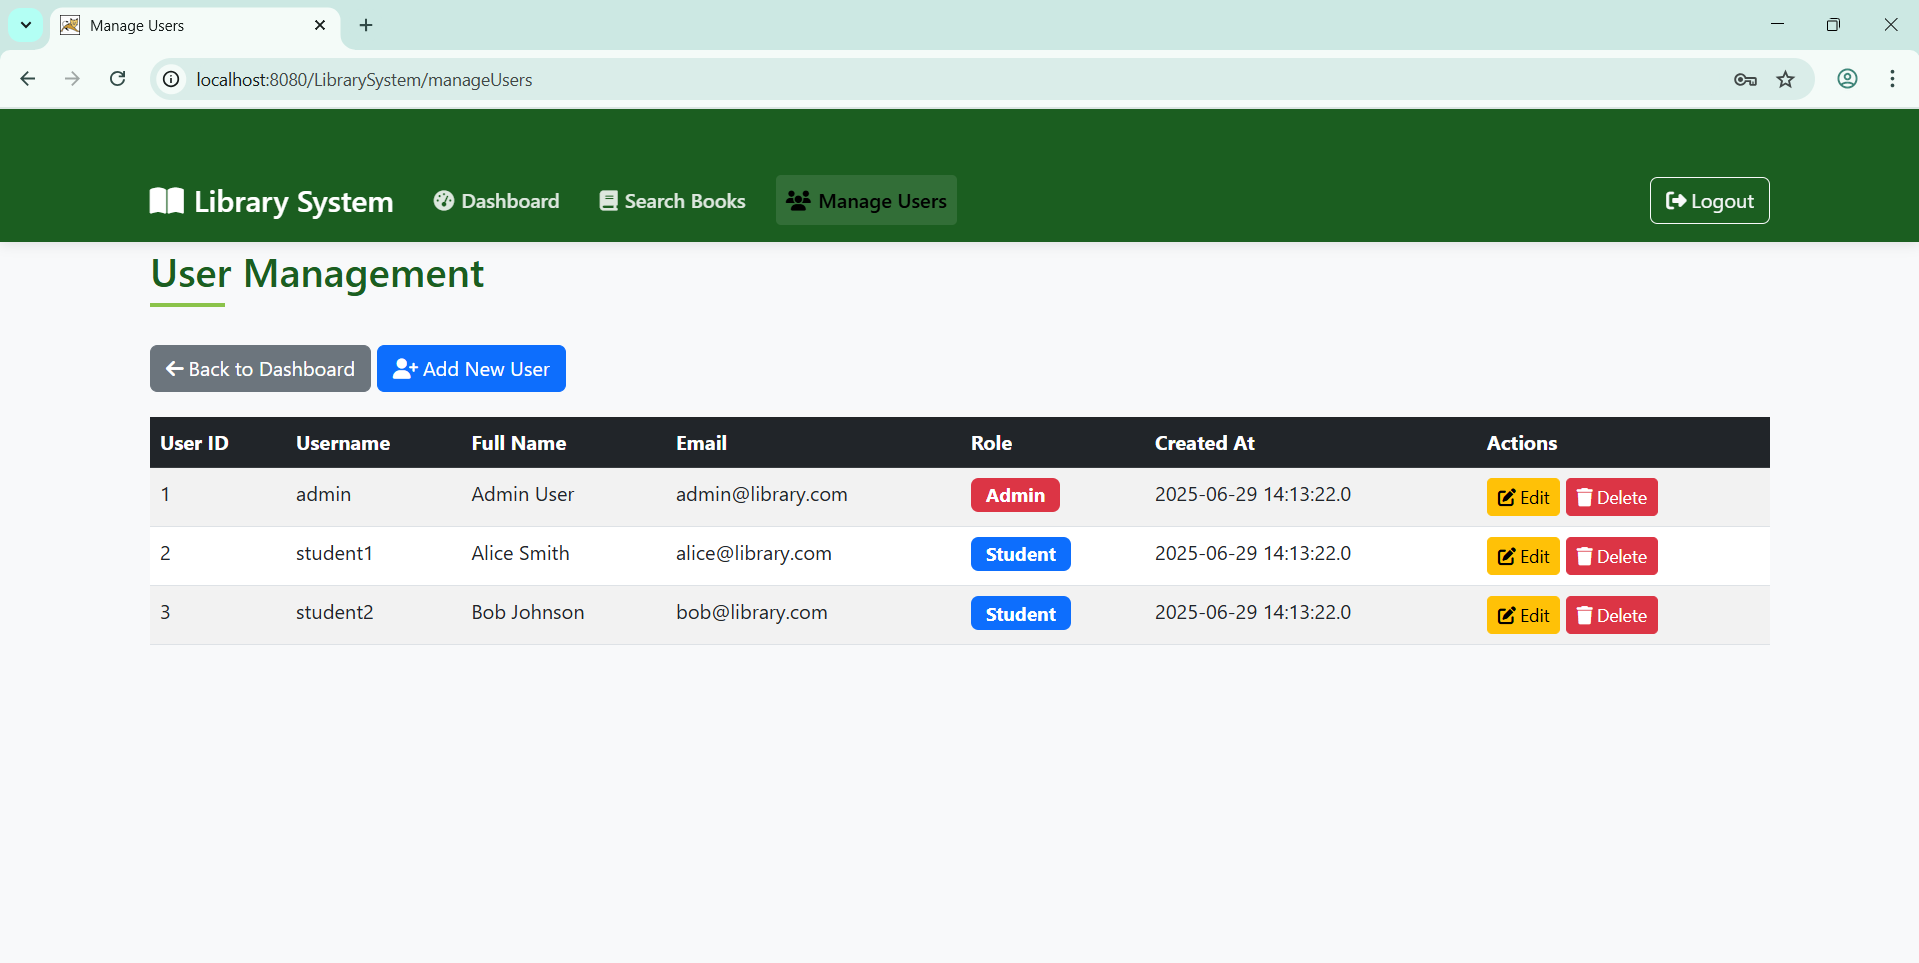 Manage Users
localhost:8080/LibrarySystem/manageUsers
Library System Dashboard Search Books Manage Users Logout
User Management
Back to Dashboard Add New User
User ID Username Full Name Email Role Created At Actions
1 admin Admin User admin@library.com Admin 2025-06-29 14:13:22.0 Edit Delete
2 student1 Alice Smith alice@library.com Student 2025-06-29 14:13:22.0 Edit Delete
3 student2 Bob Johnson bob@library.com Student 2025-06-29 14:13:22.0 Edit Delete